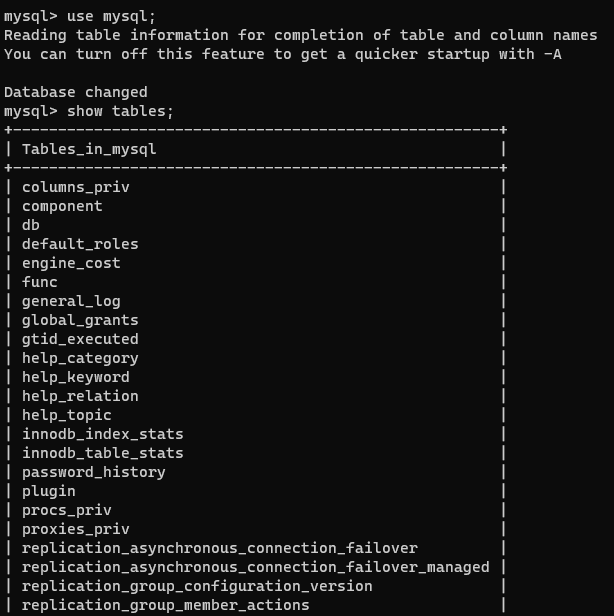 mysql> use mysql;
Reading table information for completion of table and column names
You can turn off this feature to get a quicker startup with -A

Database changed
mysql> show tables;
+------------------------------------------------------+
| Tables_in_mysql                                      |
+------------------------------------------------------+
| columns_priv                                         |
| component                                            |
| db                                                   |
| default_roles                                        |
| engine_cost                                          |
| func                                                 |
| general_log                                          |
| global_grants                                        |
| gtid_executed                                        |
| help_category                                        |
| help_keyword                                         |
| help_relation                                        |
| help_topic                                           |
| innodb_index_stats                                   |
| innodb_table_stats                                   |
| password_history                                     |
| plugin                                               |
| procs_priv                                           |
| proxies_priv                                         |
| replication_asynchronous_connection_failover         |
| replication_asynchronous_connection_failover_managed |
| replication_group_configuration_version              |
| replication_group_member_actions                     |